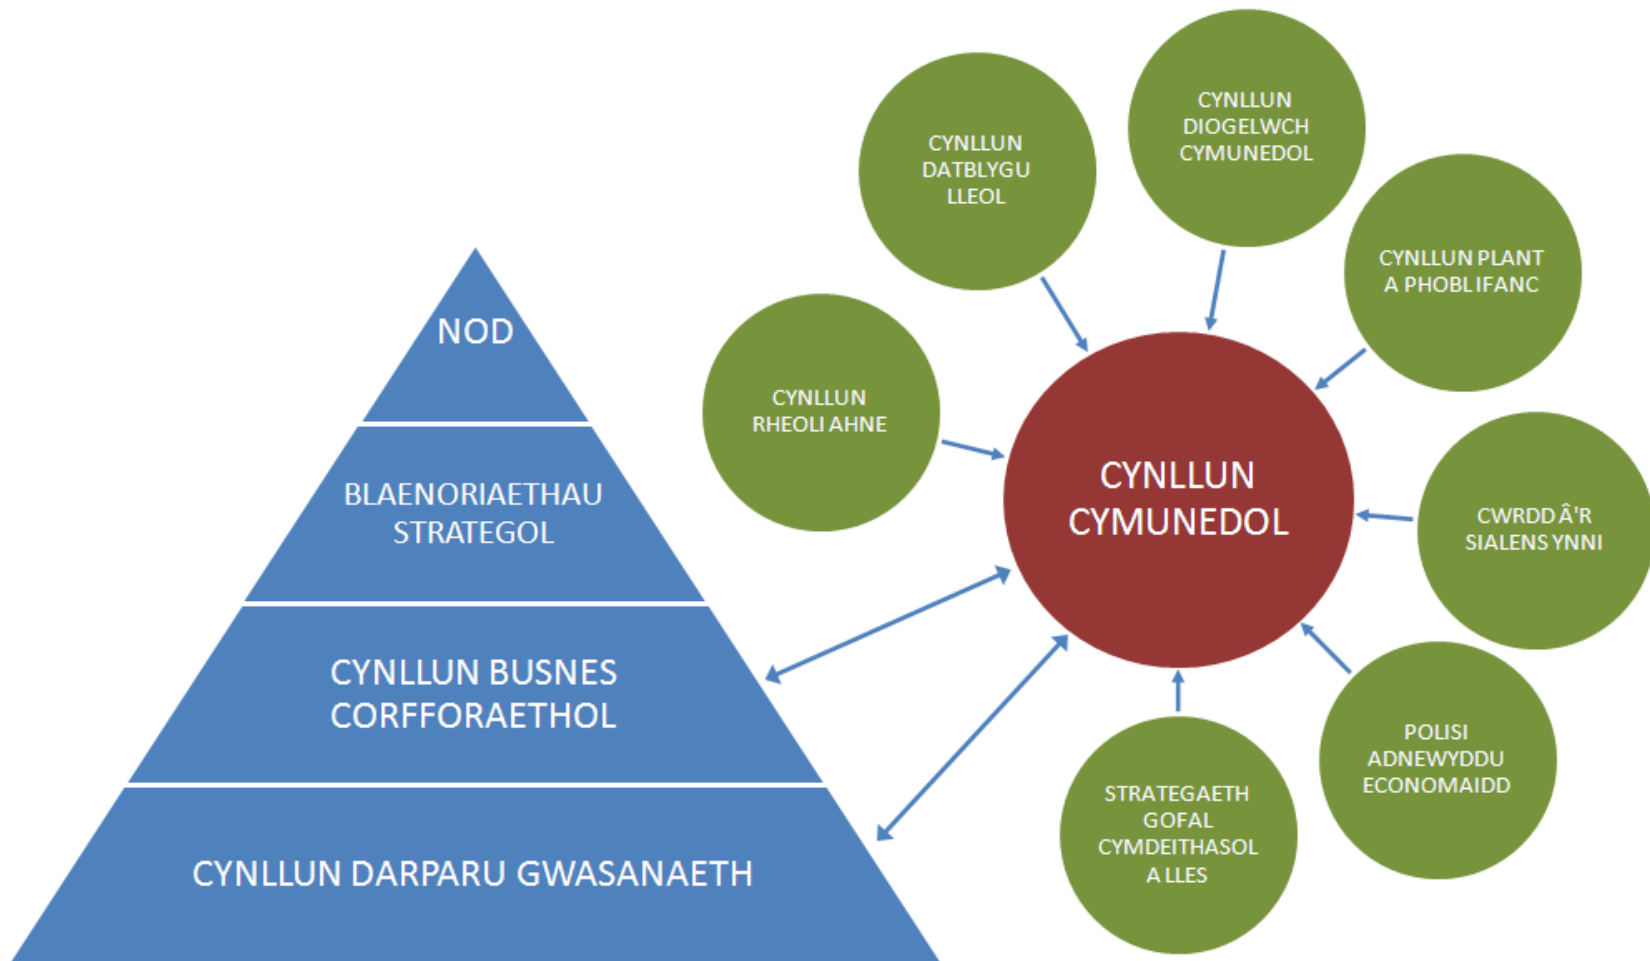 NOD
BLAENORIAETHAU
STRATEGOL
CYNLLUN BUSNES
CORFFORAETHOL
CYNLLUN DARPARU GWASANAETH
CYNLLUN
RHEOLI AHNE
CYNLLUN
DATBLYGU
LLEOL
CYNLLUN
DIOGELWCH
CYMUNEDOL
CYNLLUN PLANT
A PHOBL IFANC
CYNLLUN
CYMUNEDOL
CWRDD Â'R
SIALENS YNNI
POLISI
ADNEWYDDU
ECONOMAIDD
STRATEGAETH
GOFAL
CYMDEITHASOL
A LLES